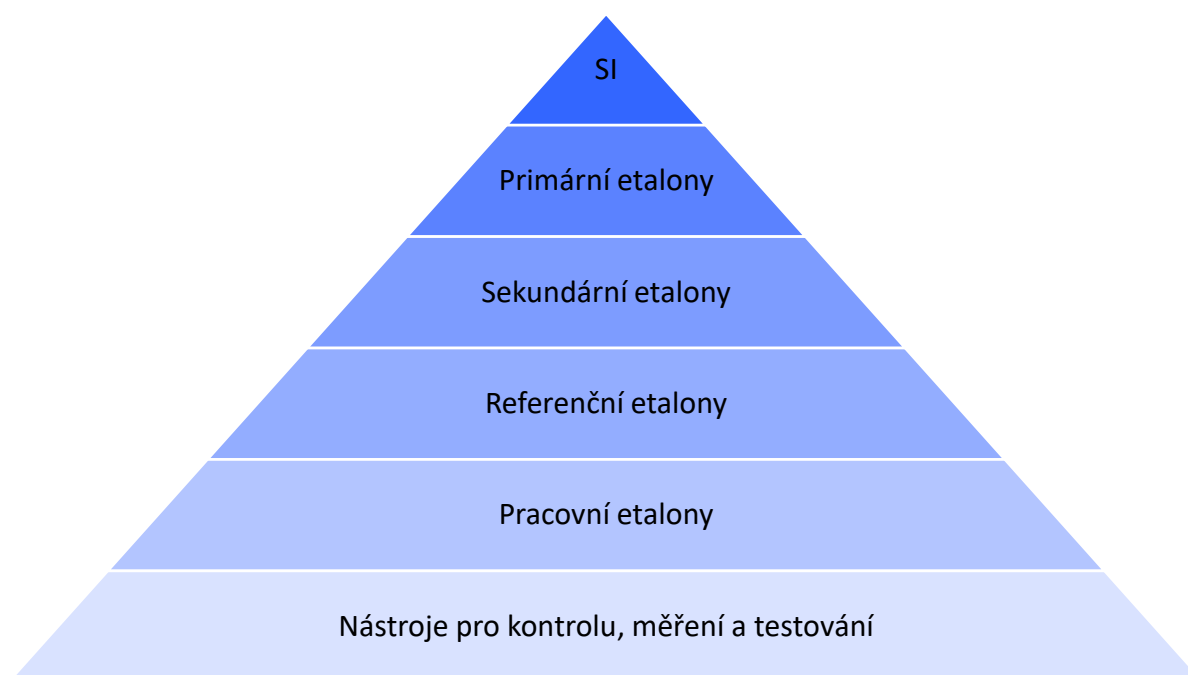 SI
Primární etalony
Sekundární etalony
Referenční etalony
Pracovní etalony
Nástroje pro kontrolu, měření a testování